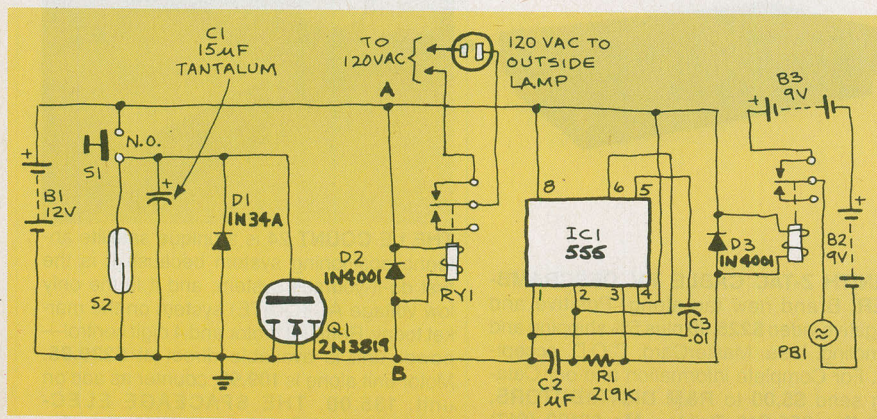 C1
15µF
TANTALUM
TO
120VAC
120 VAC TO
OUTSIDE
LAMP
A
B3
9V
+
+
N.O.
S1
+
B1
12V
S2
D1
1N34A
D2
1N4001
RY1
Q1
2N3819
B
8
6
5
IC1
555
1
2
3
4
C2
1µF
R1
219K
C3
.01
D3
1N4001
+
B2
9V
PB1